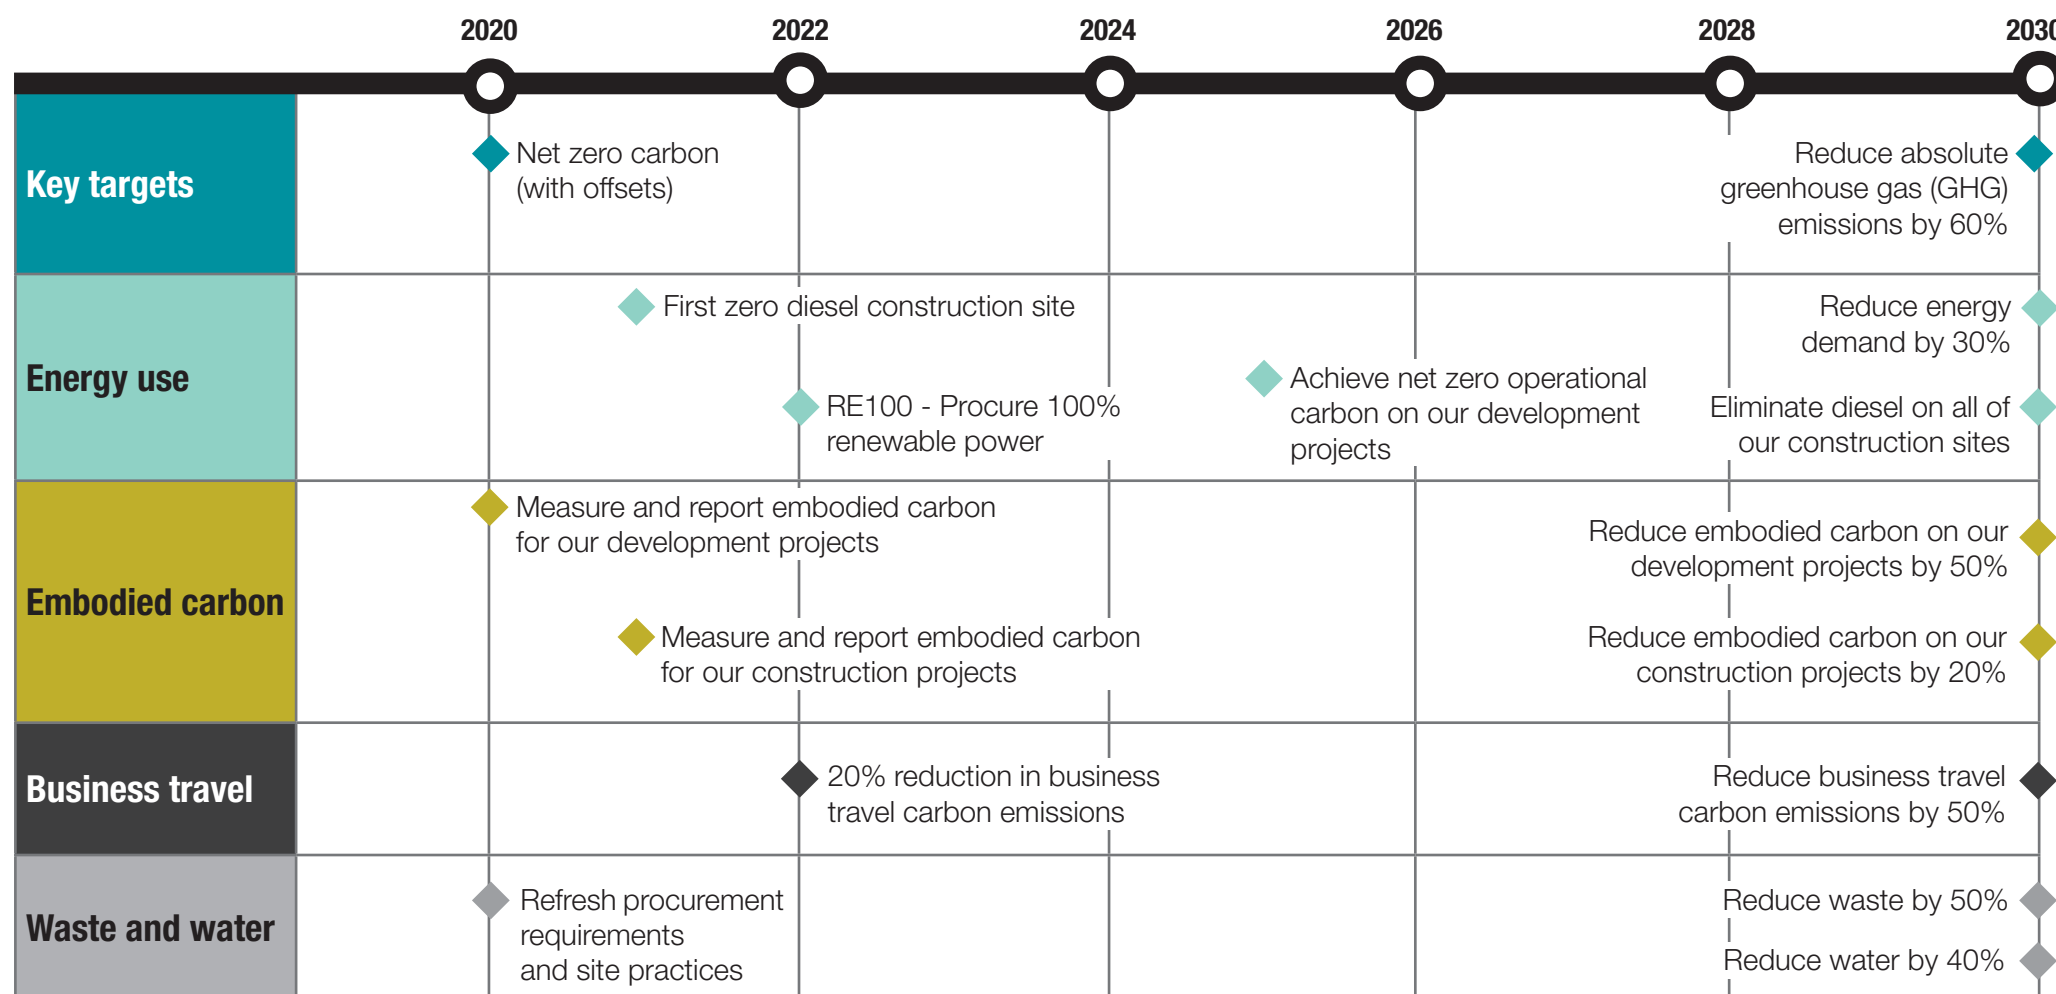 2020 2022 2024 2026 2028 2030
Key targets
Net zero carbon
(with offsets)
Reduce absolute
greenhouse gas (GHG)
emissions by 60%
Energy use
First zero diesel construction site
RE100 - Procure 100%
renewable power
Achieve net zero operational
carbon on our development
projects
Reduce energy
demand by 30%
Eliminate diesel on all of
our construction sites
Embodied carbon
Measure and report embodied carbon
for our development projects
Measure and report embodied carbon
for our construction projects
Reduce embodied carbon on our
development projects by 50%
Reduce embodied carbon on our
construction projects by 20%
Business travel
20% reduction in business
travel carbon emissions
Reduce business travel
carbon emissions by 50%
Waste and water
Refresh procurement
requirements
and site practices
Reduce waste by 50%
Reduce water by 40%